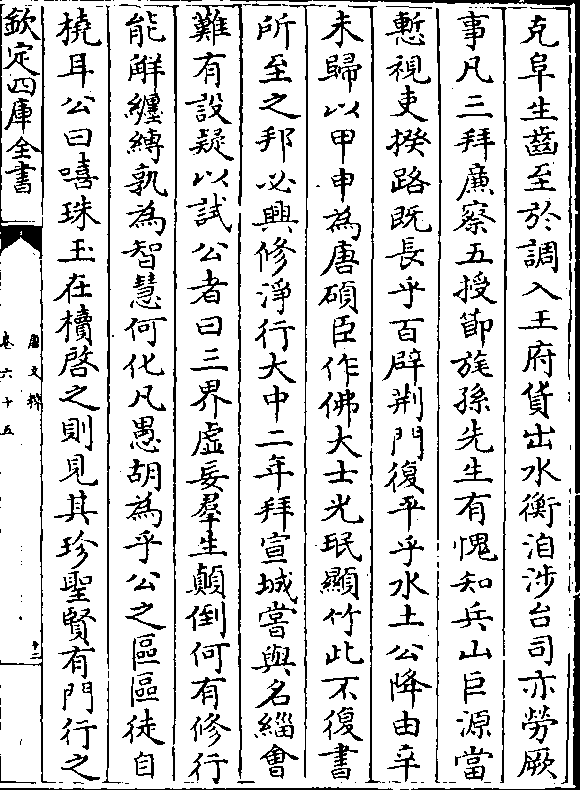 克阜生齒至於調入王府貨出水衡洎涉台司亦勞厥
事凡三拜廉察五授節旄孫先生有愧知兵山巨源當
慙視吏揆路既長乎百辟荆門復平乎水土公降由辛
未歸以甲申為唐碩臣作佛大士光珉顯竹此不復書
所至之邦必興修淨行大中二年拜宣城嘗與名緇會
難有設疑以試公者曰三界虚妄羣生顛倒何有修行
能解纏縛孰為智慧何化凡愚胡為乎公之區區徒自
橈耳公曰嘻珠玉在櫝啓之則見其珍聖賢有門行之
欽定四庫全書
唐文粹
卷六十五
十二